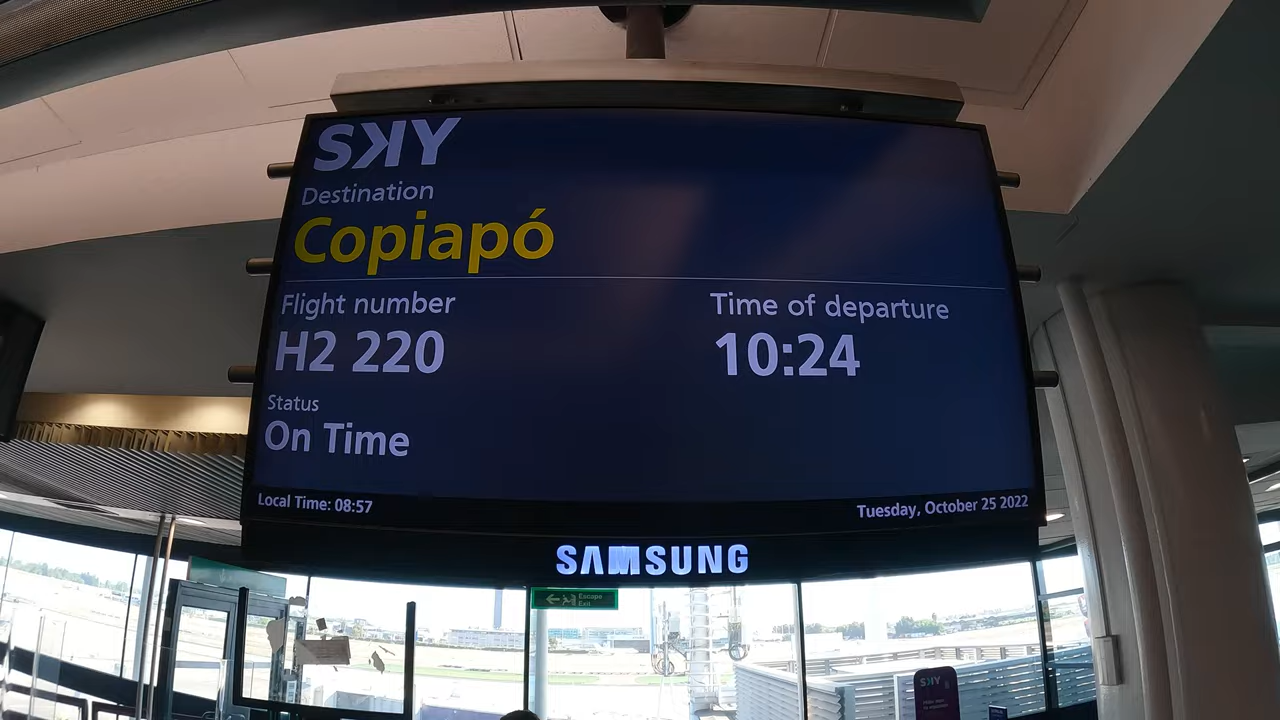 SKY
Destination
Copiapó
Flight number
Time of departure
H2 220
10:24
Status
On Time
Local Time: 08:57
Tuesday, October 25 2022
SAMSUNG
Escape
Exit
SKY